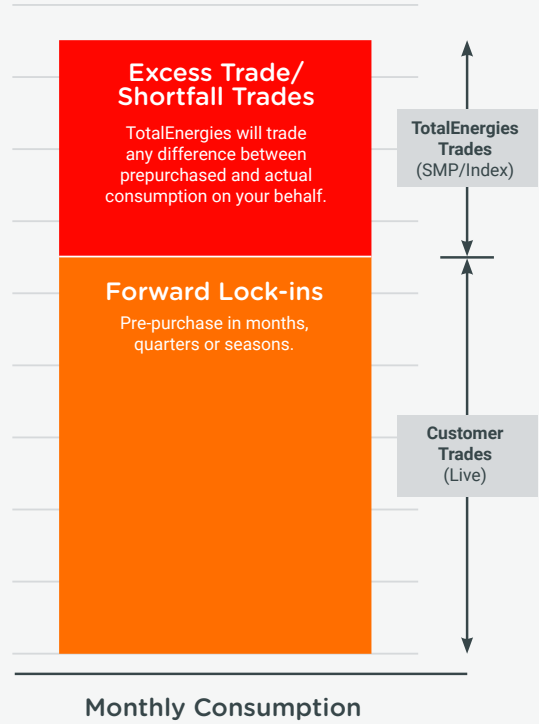 Excess Trade/
Shortfall Trades
TotalEnergies will trade
any difference between
prepurchased and actual
consumption on your behalf.
TotalEnergies
Trades
(SMP/Index)
Forward Lock-ins
Pre-purchase in months,
quarters or seasons.
Customer
Trades
(Live)
Monthly Consumption